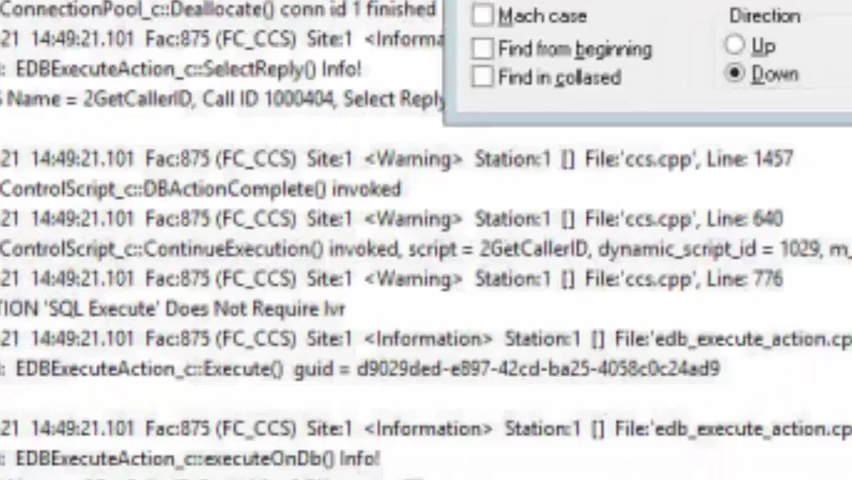 ConnectionPool_c::Deallocate() conn id 1 finished
Mach case
Direction
21 14:49:21.101 Fac:875 (FC_CCS) Site:1 <Informa
Find from beginning
Up
: EDBExecuteAction_c::SelectReply() Info!
Find in collased
Down
Name = 2GetCallerID, Call ID 1000404, Select Reply
21 14:49:21.101 Fac:875 (FC_CCS) Site:1 <Warning> Station:1 [] File:'ccs.cpp', Line: 1457
ControlScript_c::DBActionComplete() invoked
21 14:49:21.101 Fac:875 (FC_CCS) Site:1 <Warning> Station:1 [] File:'ccs.cpp', Line: 640
ControlScript_c::ContinueExecution() invoked, script = 2GetCallerID, dynamic_script_id = 1029, m_
21 14:49:21.101 Fac:875 (FC_CCS) Site:1 <Warning> Station:1 [] File:'ccs.cpp', Line: 776
TION 'SQL Execute' Does Not Require Ivr
21 14:49:21.101 Fac:875 (FC_CCS) Site:1 <Information> Station:1 [] File:'edb_execute_action.cp
: EDBExecuteAction_c::Execute() guid = d9029ded-e897-42cd-ba25-4058c0c24ad9
21 14:49:21.101 Fac:875 (FC_CCS) Site:1 <Information> Station:1 [] File:'edb_execute_action.cp
: EDBExecuteAction_c::executeOnDb() Info!